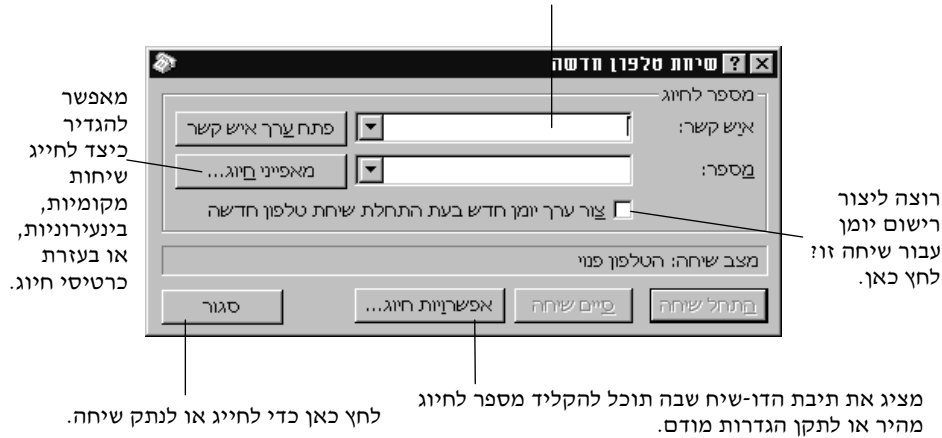 שיחת טלפון חדשה
מספר לחיוג
איש קשר:
פתח ערך איש קשר
מספר:
מאפייני חיוג...
צור ערך יומן חדש בעת התחלת שיחת טלפון חדשה
מצב שיחה: הטלפון פנוי
התחל שיחה
סיים שיחה
אפשרויות חיוג...
סגור
רוצה ליצור
רישום יומן
עבור שיחה זו?
לחץ כאן.
מאפשר
להגדיר
כיצד לחייג
שיחות
מקומיות,
בינעירוניות,
או בעזרת
כרטיסי חיוג.
מציג את תיבת הדו-שיח שבה תוכל להקליד מספר לחיוג
מהיר או לתקן הגדרות מודם.
לחץ כאן כדי לחייג או לנתק שיחה.